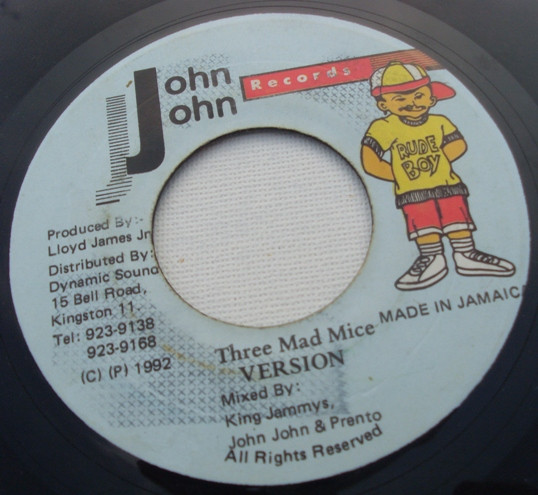 John
John
Records
RUDE
BOY
Produced By:-
Lloyd James Jn
Distributed By:
Dynamic Sound
15 Bell Road,
Kingston 11
Tel: 923-9138
923-9168
(C) (P) 1992
MADE IN JAMAICA
Three Mad Mice
VERSION
Mixed By:
King Jammys,
John John & Prento
All Rights Reserved